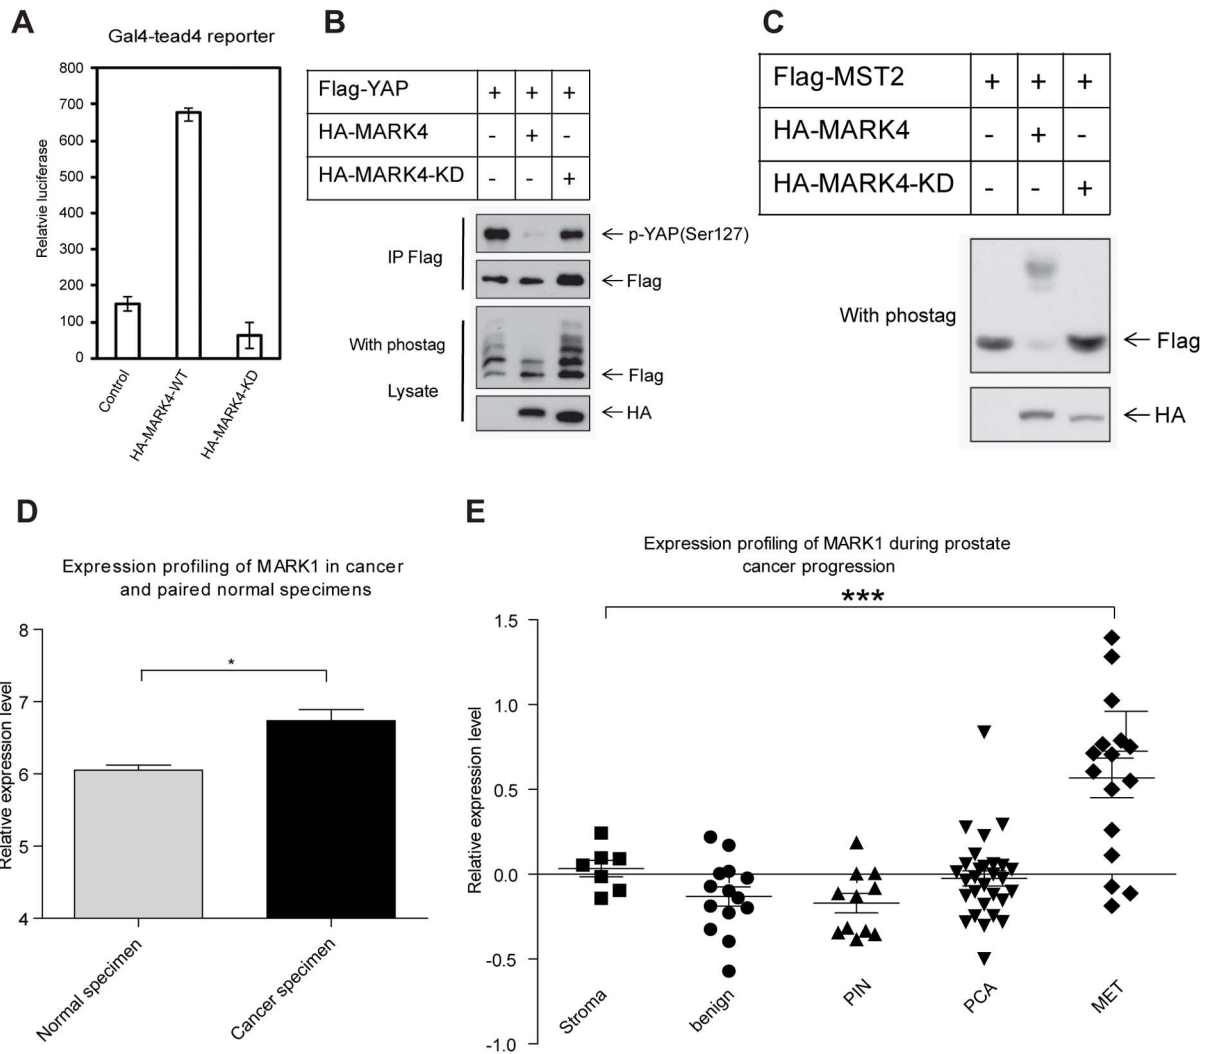 A
Gal4-tead4 reporter
Relatvie luciferase
800
700
600
500
400
300
200
100
0
Control
HA-MARK4-WT
HA-MARK4-KD
B
Flag-YAP + + +
HA-MARK4 - + -
HA-MARK4-KD - - +
IP Flag
p-YAP(Ser127)
Flag
With phostag
Lysate
Flag
HA
C
Flag-MST2 + + +
HA-MARK4 - + -
HA-MARK4-KD - - +
With phostag
Flag
HA
D
Expression profiling of MARK1 in cancer
and paired normal specimens
Relative expression level
8
7
6
5
4
*
Normal specimen
Cancer specimen
E
Expression profiling of MARK1 during prostate
cancer progression
***
Relative expression level
1.5
1.0
0.5
0.0
-0.5
-1.0
Stroma
benign
PIN
PCA
MET